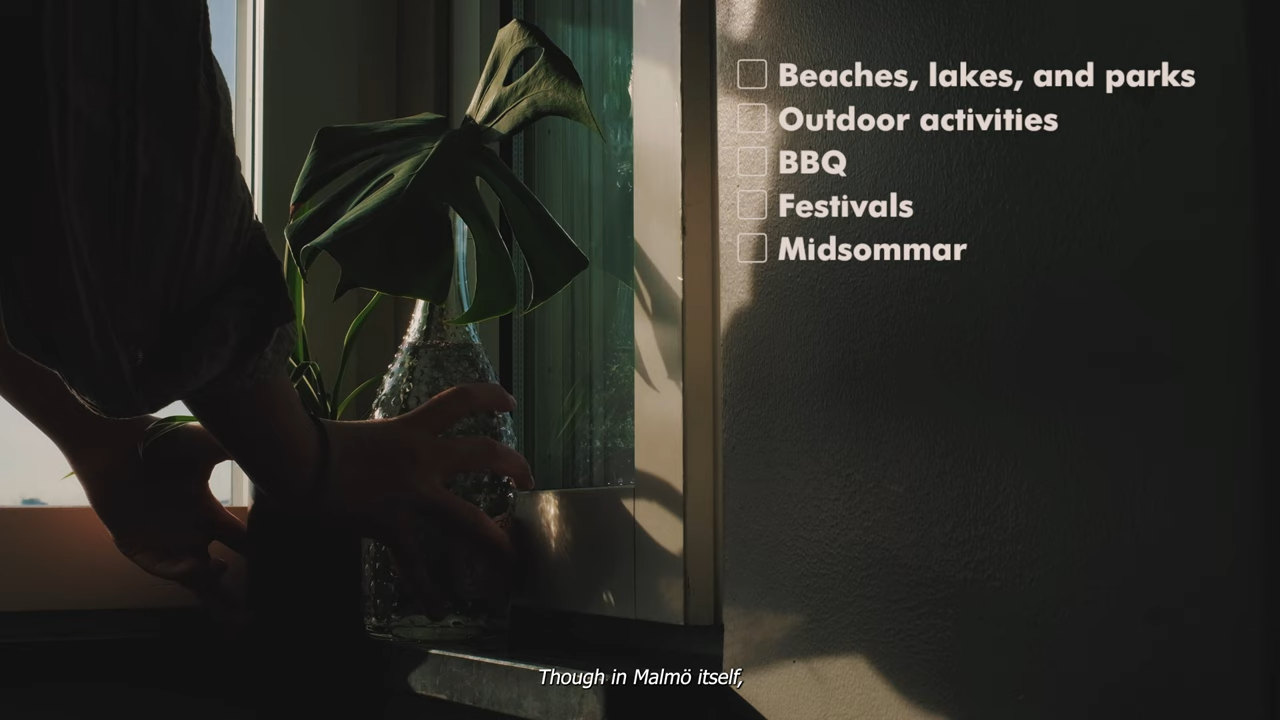 Beaches, lakes, and parks
Outdoor activities
BBQ
Festivals
Midsommar
Though in Malmö itself,